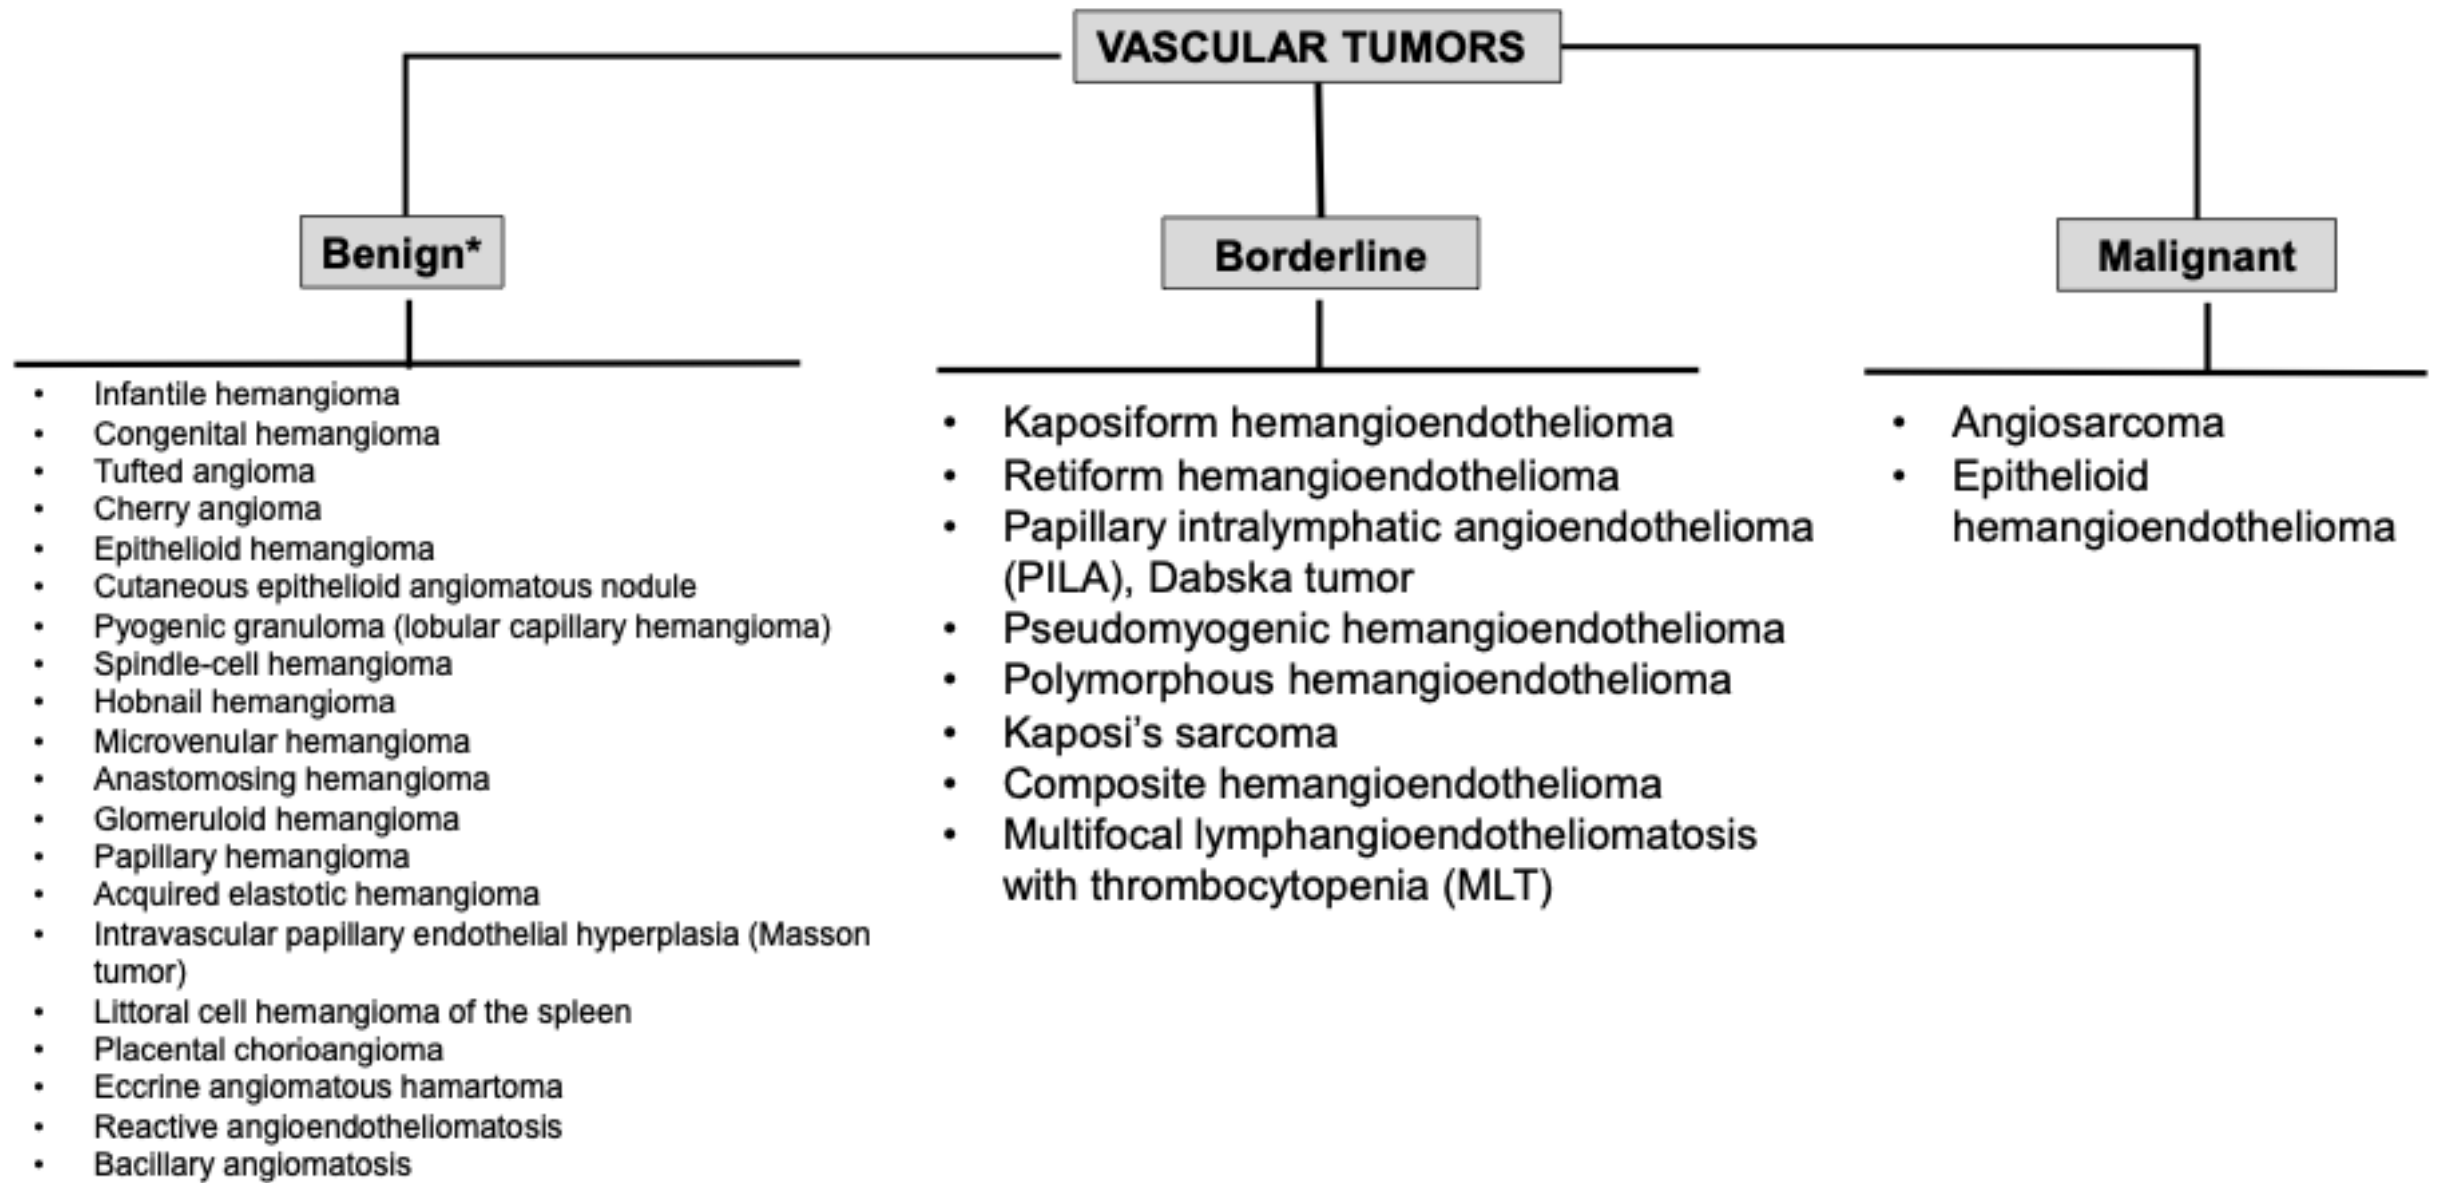 VASCULAR TUMORS
Benign*
• Infantile hemangioma
• Congenital hemangioma
• Tufted angioma
• Cherry angioma
• Epithelioid hemangioma
• Cutaneous epithelioid angiomatous nodule
• Pyogenic granuloma (lobular capillary hemangioma)
• Spindle-cell hemangioma
• Hobnail hemangioma
• Microvenular hemangioma
• Anastomosing hemangioma
• Glomeruloid hemangioma
• Papillary hemangioma
• Acquired elastotic hemangioma
• Intravascular papillary endothelial hyperplasia (Masson
tumor)
• Littoral cell hemangioma of the spleen
• Placental chorioangioma
• Eccrine angiomatous hamartoma
• Reactive angioendotheliomatosis
• Bacillary angiomatosis
Borderline
• Kaposiform hemangioendothelioma
• Retiform hemangioendothelioma
• Papillary intralymphatic angioendothelioma
(PILA), Dabska tumor
• Pseudomyogenic hemangioendothelioma
• Polymorphous hemangioendothelioma
• Kaposi’s sarcoma
• Composite hemangioendothelioma
• Multifocal lymphangioendotheliomatosis
with thrombocytopenia (MLT)
Malignant
• Angiosarcoma
• Epithelioid
hemangioendothelioma